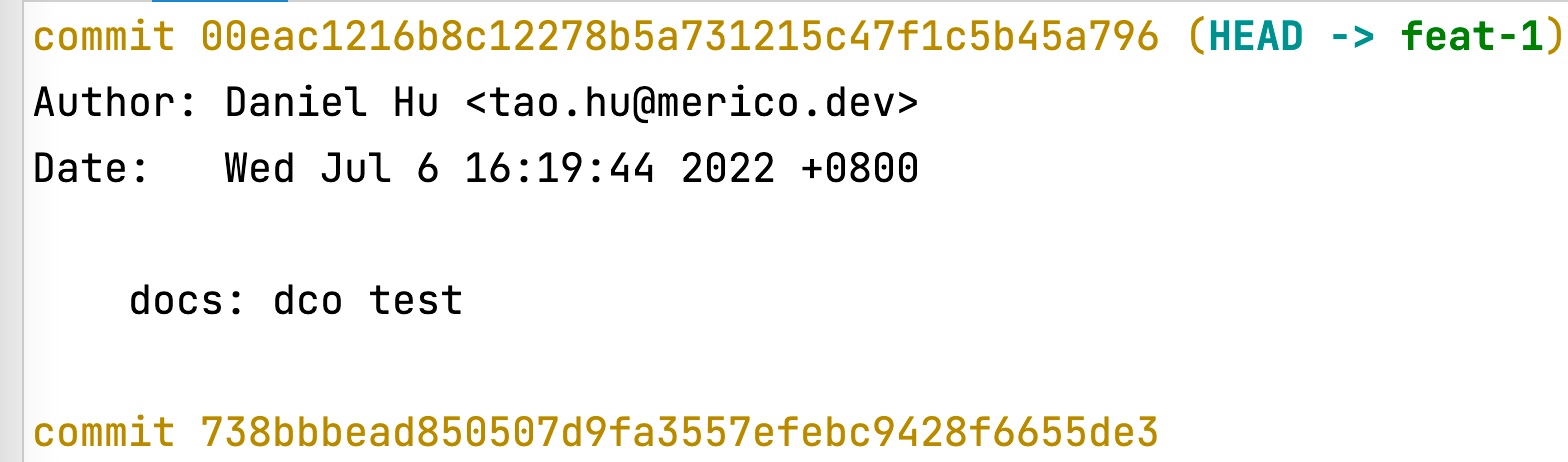 commit 00eac1216b8c12278b5a731215c47f1c5b45a796 (HEAD -> feat-1)
Author: Daniel Hu <tao.hu@merico.dev>
Date:   Wed Jul 6 16:19:44 2022 +0800
    docs: dco test
commit 738bbbead850507d9fa3557efebc9428f6655de3